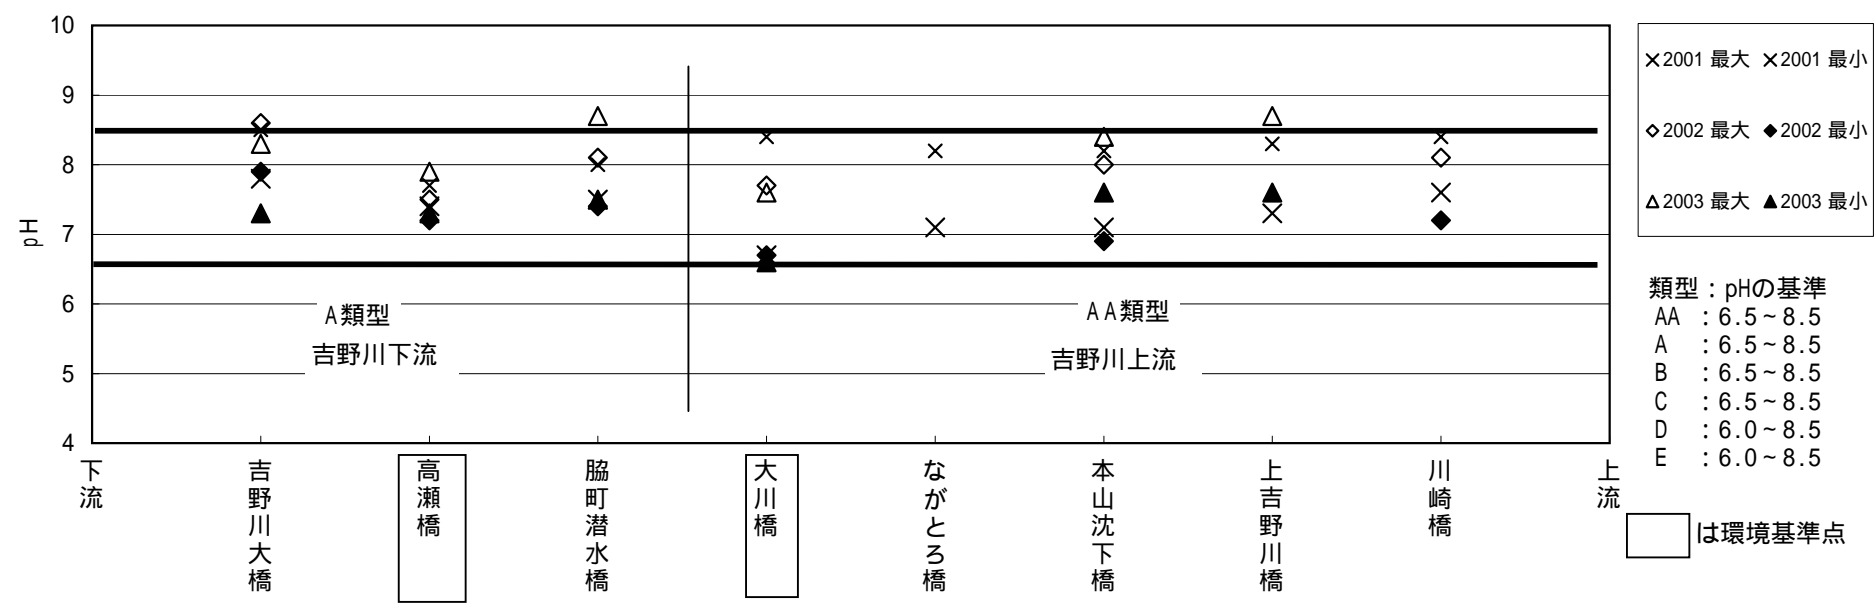 10
9
8
7
6
5
4
pH
A類型
吉野川下流
AA類型
吉野川上流
下流
吉野川大橋
高瀬橋
脇町潜水橋
大川橋
ながとろ橋
本山沈下橋
上吉野川橋
川崎橋
上流
×2001 最大 ×2001 最小
◇2002 最大 ◆2002 最小
△2003 最大 ▲2003 最小
類型：pHの基準
AA ：6.5～8.5
A ：6.5～8.5
B ：6.5～8.5
C ：6.5～8.5
D ：6.0～8.5
E ：6.0～8.5
は環境基準点